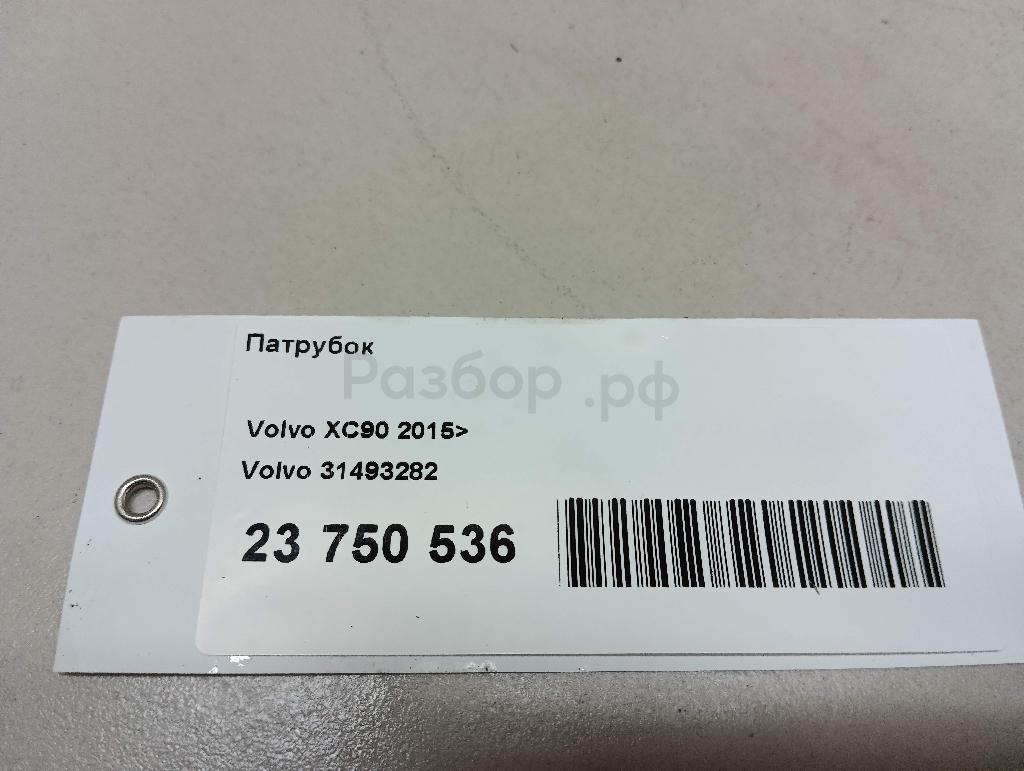 Патрубок
Разбор.рф
Volvo XC90 2015>
Volvo 31493282
23 750 536